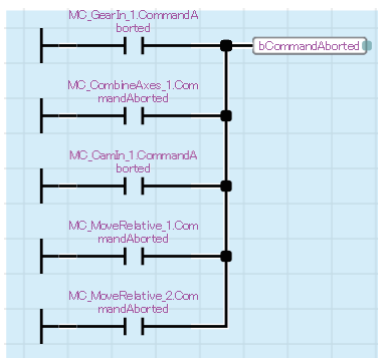 MC_GearIn_1.CommandA
borted
bCommandAborted
MC_CombineAxes_1.Com
mandAborted
MC_CamIn_1.CommandA
borted
MC_MoveRelative_1.Com
mandAborted
MC_MoveRelative_2.Com
mandAborted